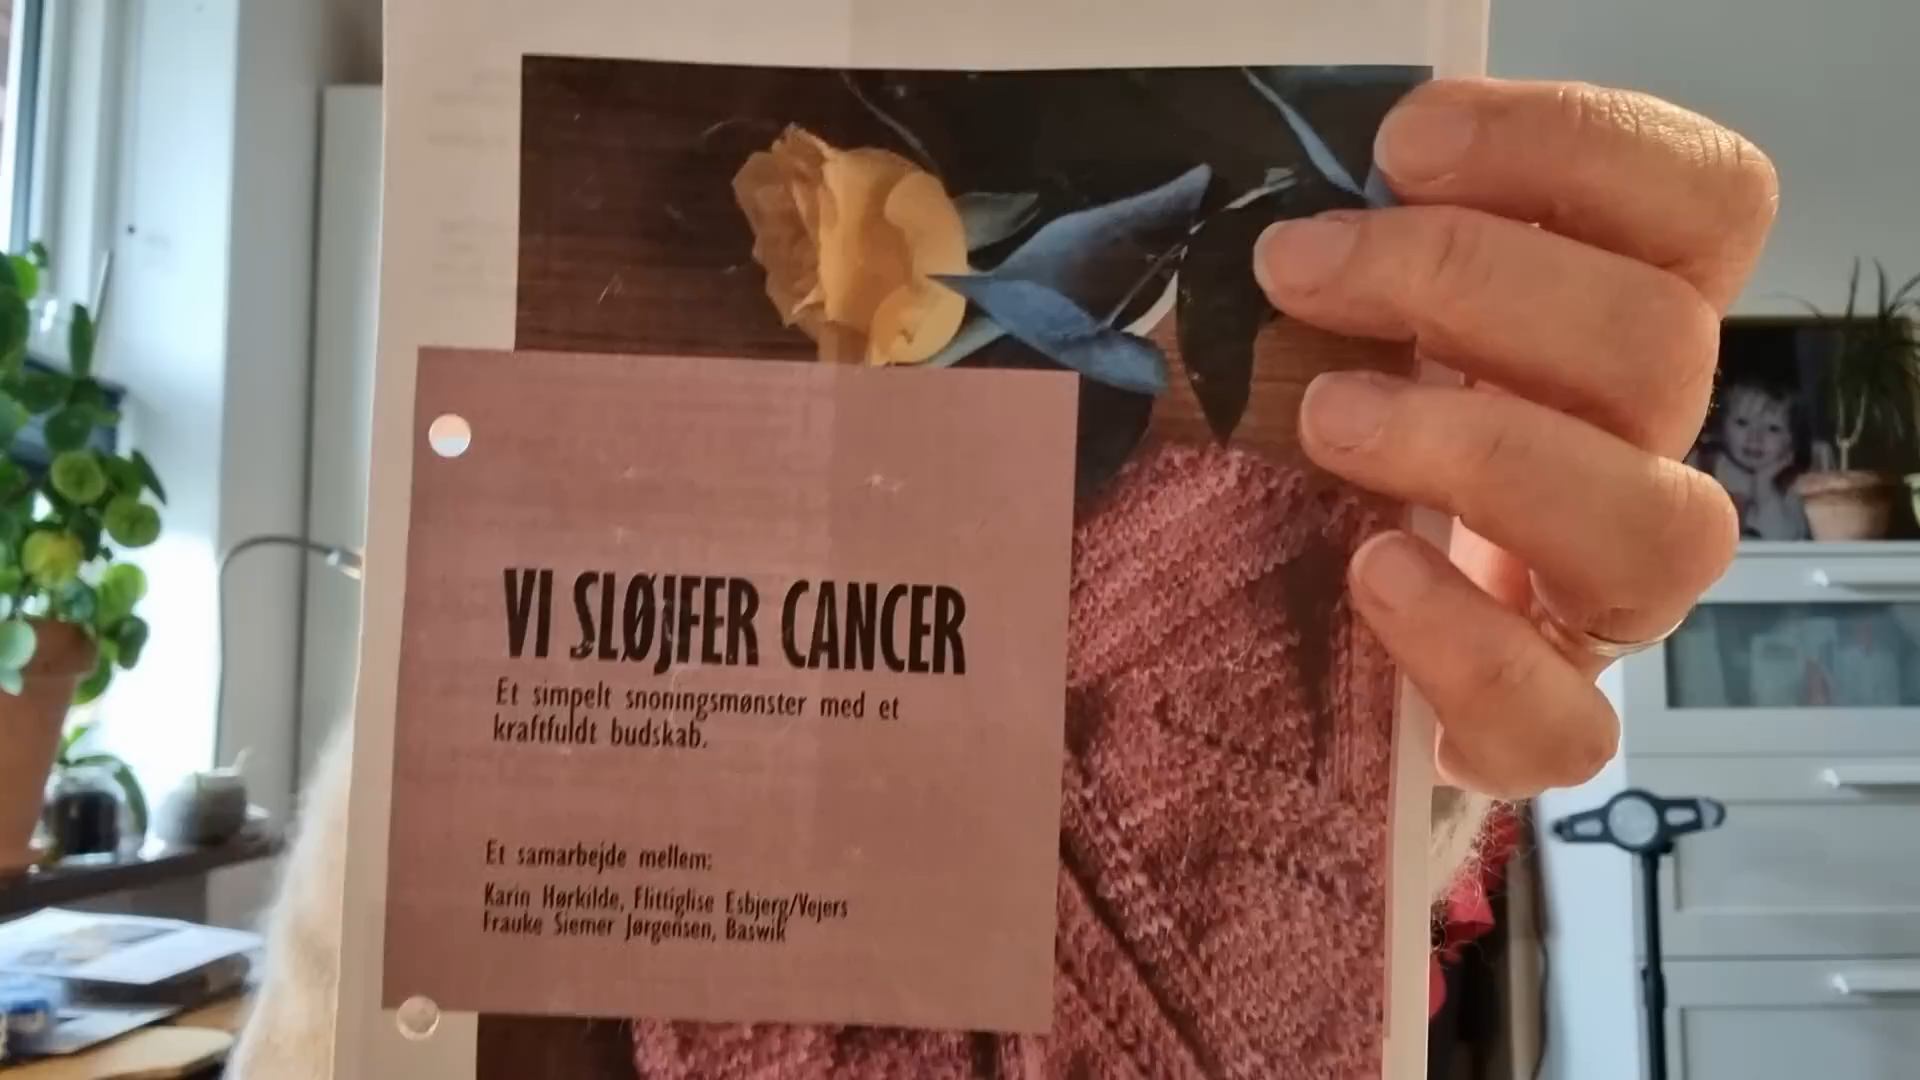 VI SLØJFER CANCER
Et simpelt snoningsmønster med et
kraftfuldt budskab.
Et samarbejde mellem:
Karin Hørkilde, Flittiglise Esbjerg/Vejers
Frauke Siemer Jørgensen, Baswik